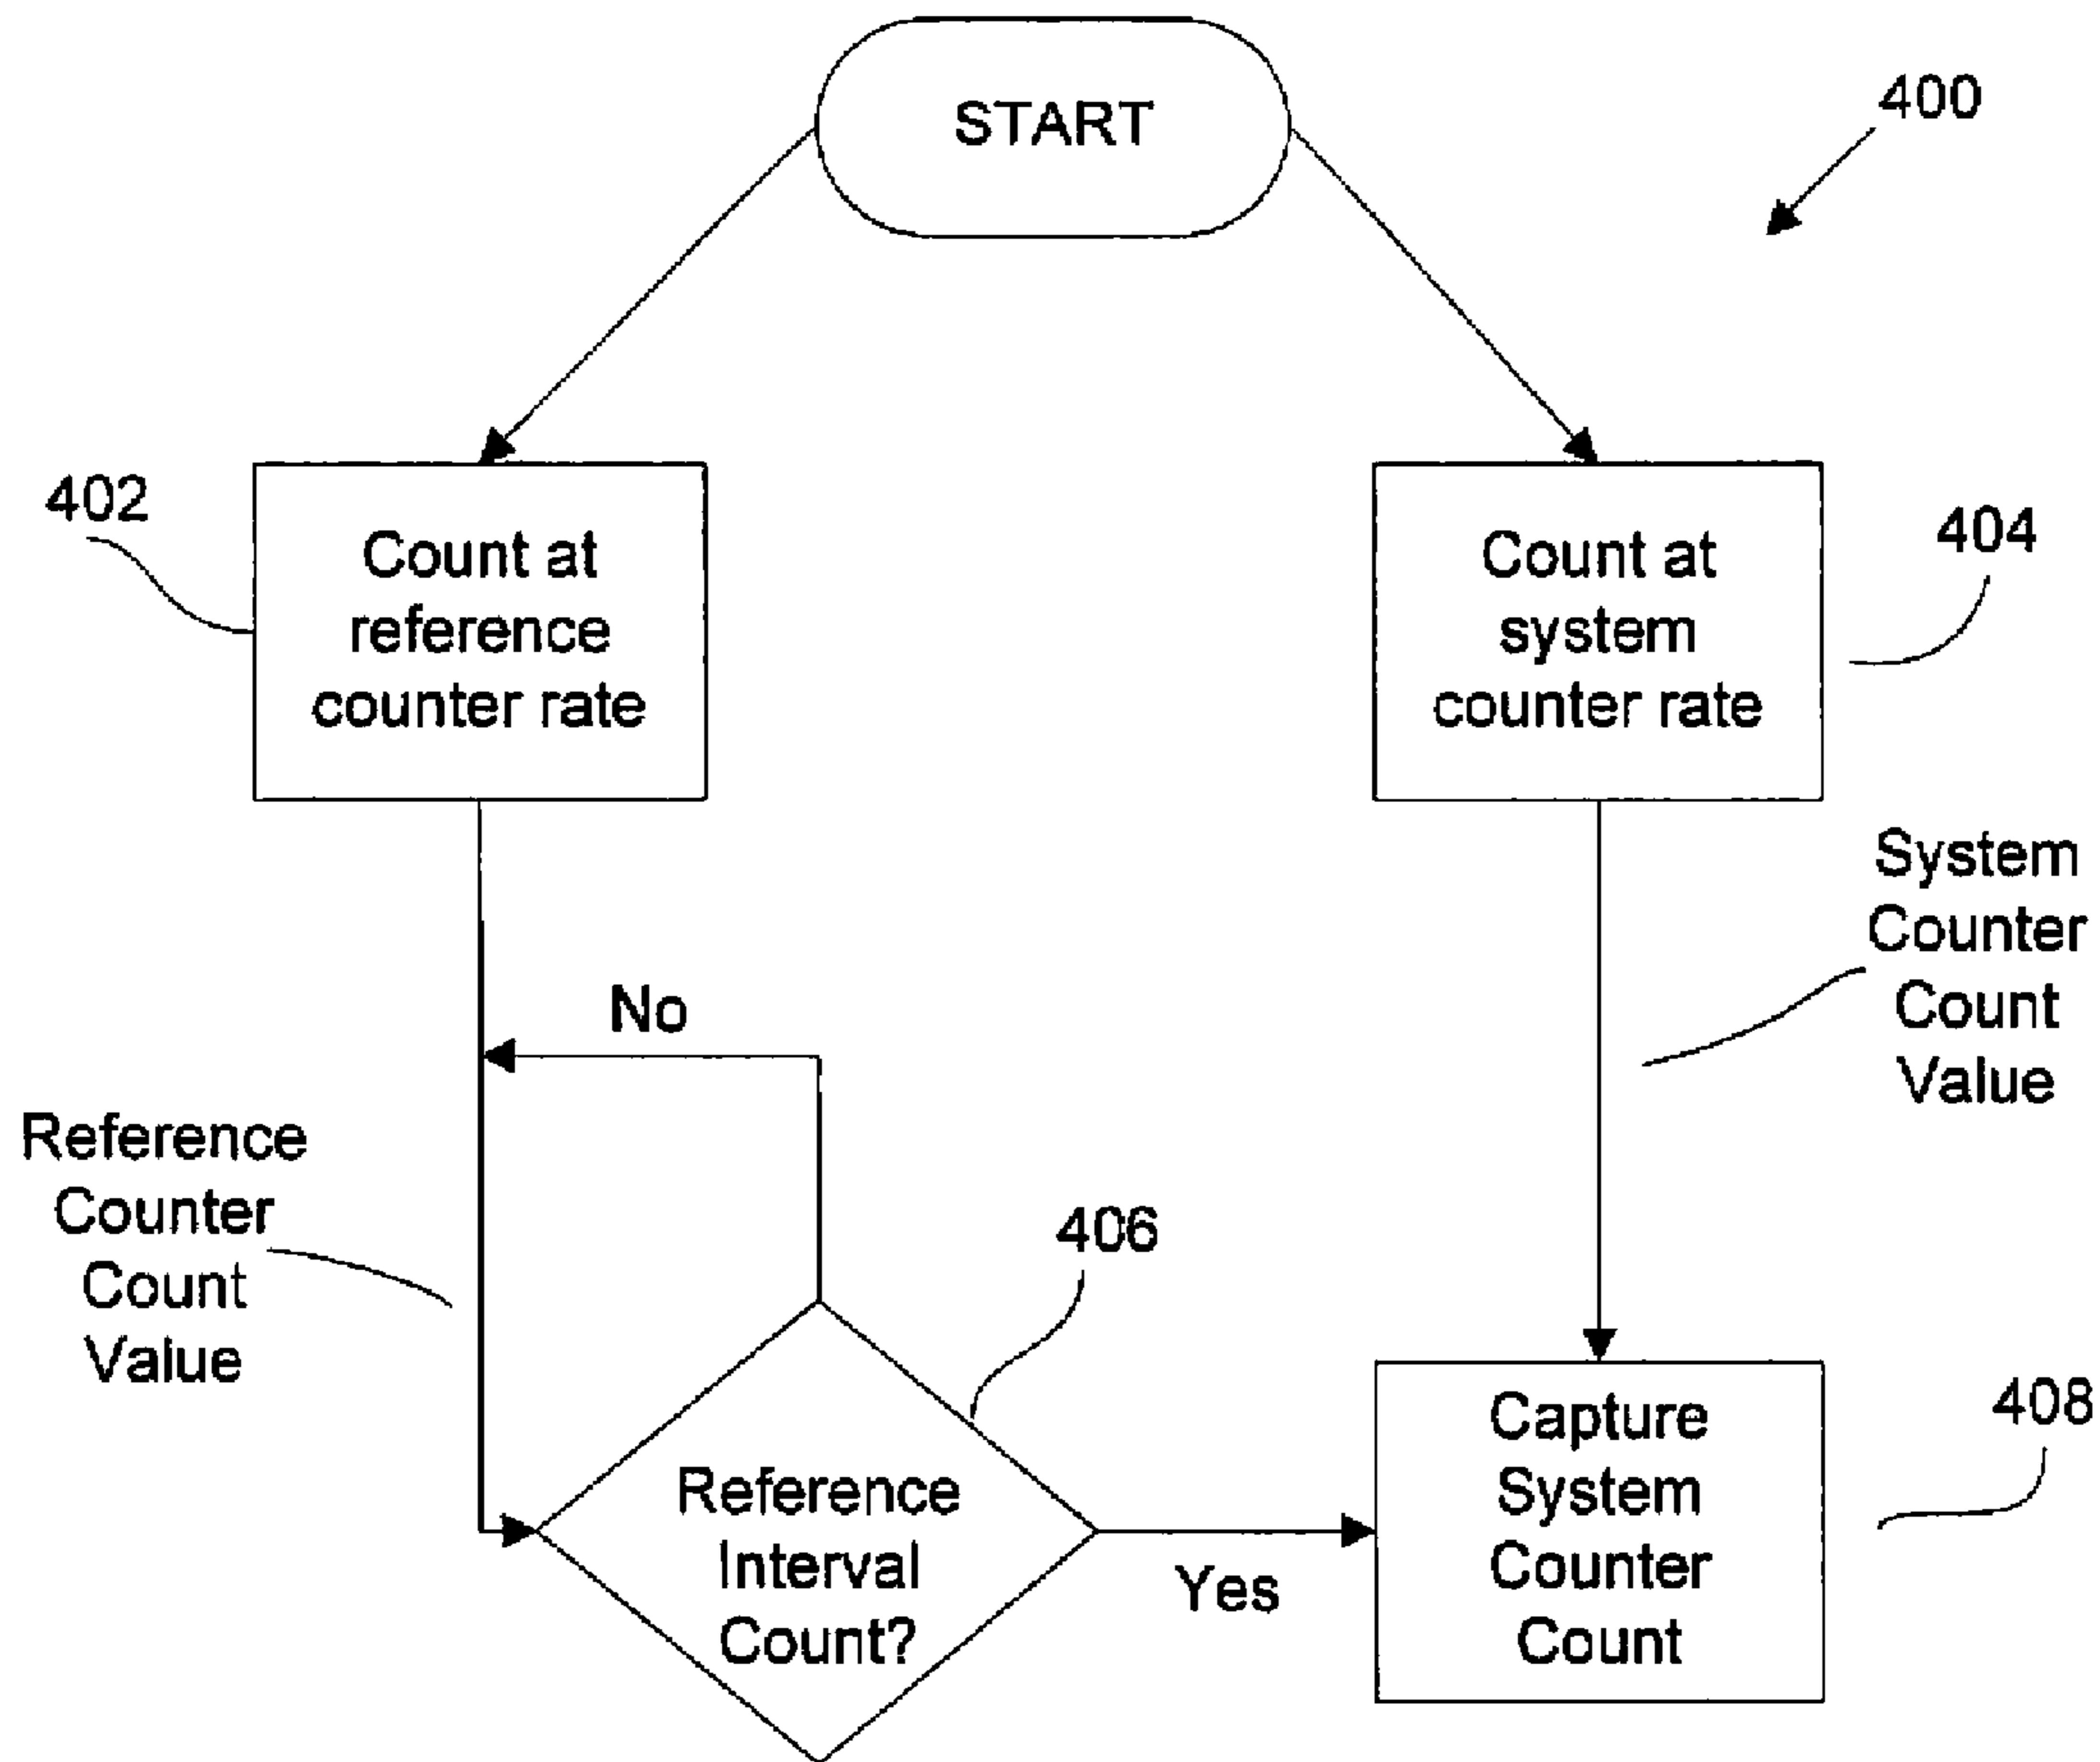 START
400
402
Count at
reference
counter rate
Count at
system
counter rate
404
System
Counter
Count
Value
No
Reference
Counter
Count
Value
406
Reference
Interval
Count?
Yes
Capture
System
Counter
Count
408